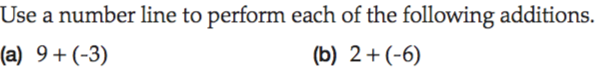 Use a number line to perform each of the following additions.
(a) 9 + (-3) (b) 2 + (-6)